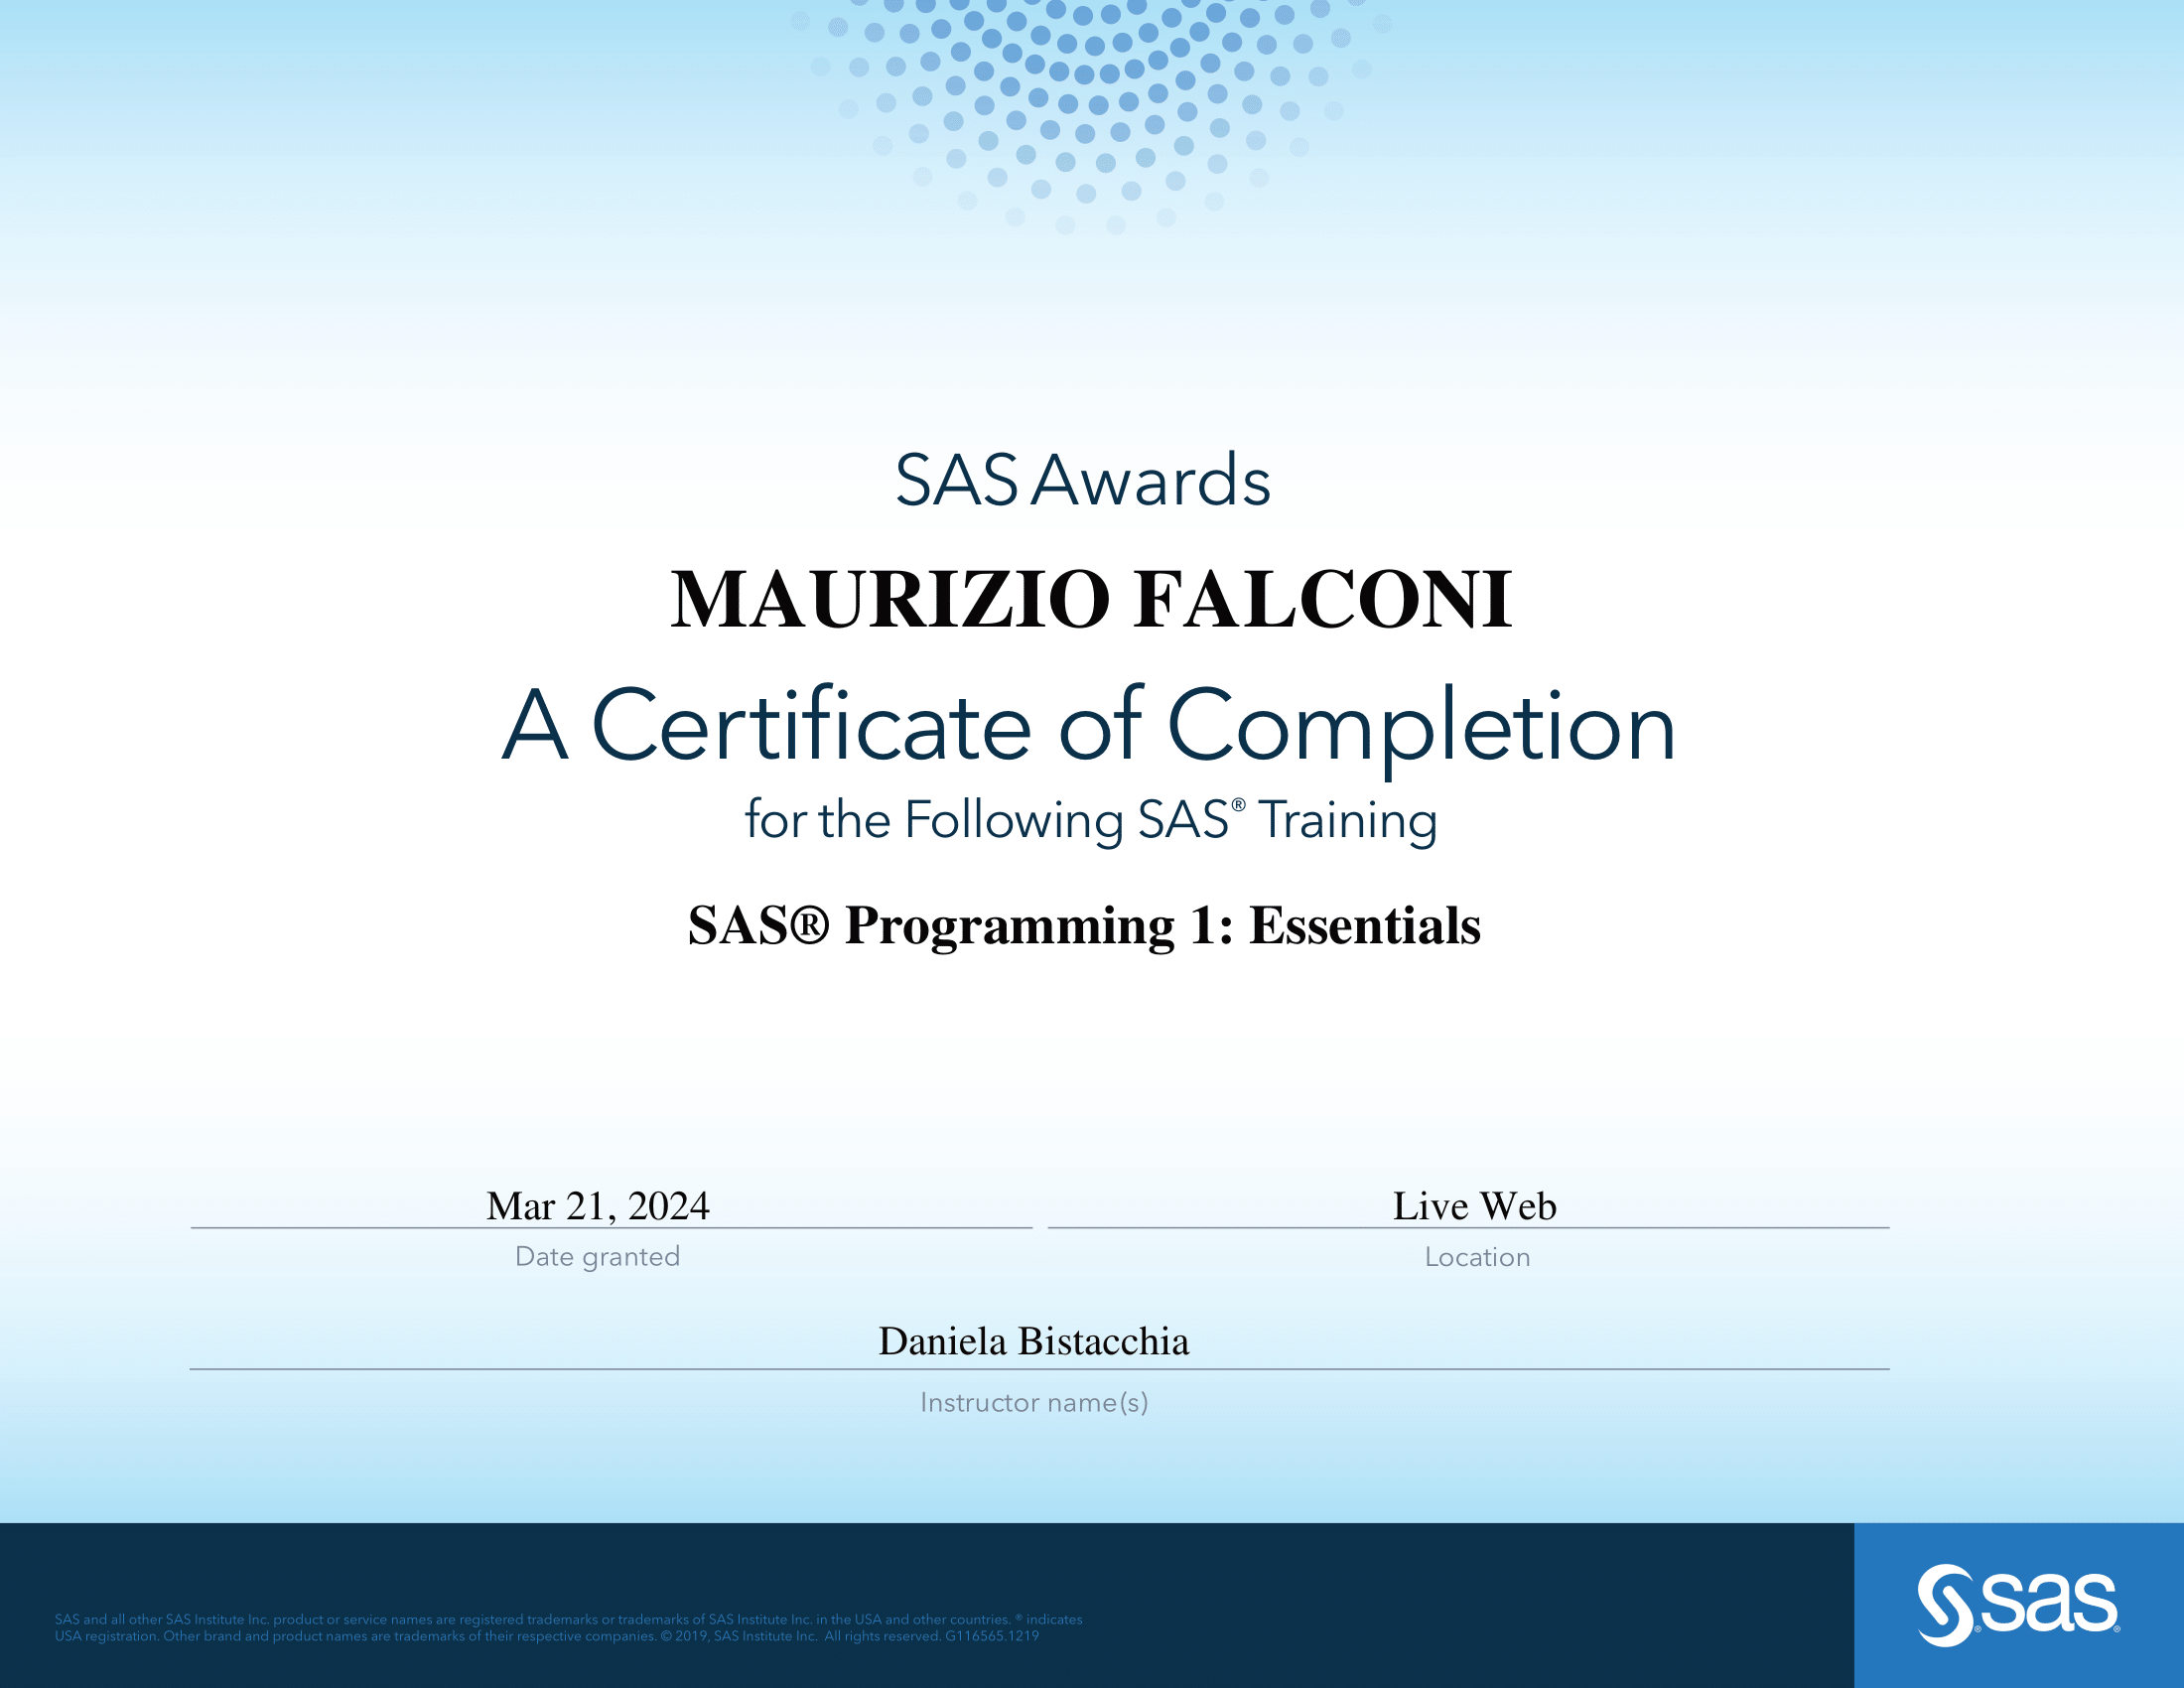 SAS Awards
MAURIZIO FALCONI
A Certificate of Completion
for the Following SAS® Training
SAS® Programming 1: Essentials
Mar 21, 2024
Date granted
Live Web
Location
Daniela Bistacchia
Instructor name(s)
SAS and all other SAS Institute Inc. product or service names are registered trademarks or trademarks of SAS Institute Inc. in the USA and other countries. ® indicates
USA registration. Other brand and product names are trademarks of their respective companies. © 2019, SAS Institute Inc. All rights reserved. G116565.1219
sas